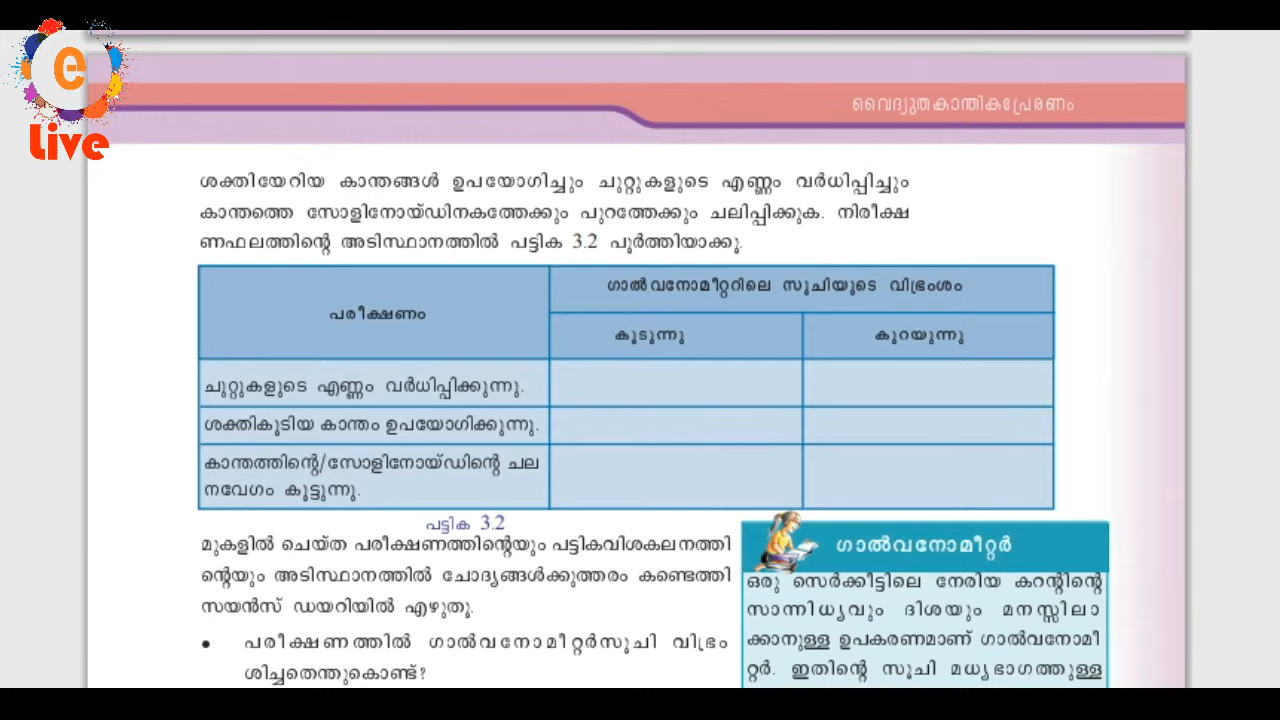 e
Live
വൈദ്യുതകാന്തികപ്രേരണം
ശക്തിയേറിയ കാന്തങ്ങൾ ഉപയോഗിച്ചും ചുറ്റുകളുടെ എണ്ണം വർധിപ്പിച്ചും
കാന്തത്തെ സോളിനോയ്ഡിനകത്തേക്കും പുറത്തേക്കും ചലിപ്പിക്കുക. നിരീക്ഷ
ണഫലത്തിന്റെ അടിസ്ഥാനത്തിൽ പട്ടിക 3.2 പൂർത്തിയാക്കൂ.
പരീക്ഷണം
ഗാൽവനോമീറ്ററിലെ സൂചിയുടെ വിഭ്രംശം
കൂടുന്നു
കുറയുന്നു
ചുറ്റുകളുടെ എണ്ണം വർധിപ്പിക്കുന്നു.
ശക്തികൂടിയ കാന്തം ഉപയോഗിക്കുന്നു.
കാന്തത്തിന്റെ/സോളിനോയ്ഡിന്റെ ചല
നവേഗം കൂട്ടുന്നു.
പട്ടിക 3.2
മുകളിൽ ചെയ്ത പരീക്ഷണത്തിന്റെയും പട്ടികവിശകലനത്തി
ന്റെയും അടിസ്ഥാനത്തിൽ ചോദ്യങ്ങൾക്കുത്തരം കണ്ടെത്തി
സയൻസ് ഡയറിയിൽ എഴുതൂ.
• പരീക്ഷണത്തിൽ ഗാൽവനോമീറ്റർസൂചി വിഭ്രം
ശിച്ചതെന്തുകൊണ്ട്?
ഗാൽവനോമീറ്റർ
ഒരു സെർക്കീട്ടിലെ നേരിയ കറന്റിന്റെ
സാന്നിധ്യവും ദിശയും മനസ്സിലാ
ക്കാനുള്ള ഉപകരണമാണ് ഗാൽവനോമീ
റ്റർ. ഇതിന്റെ സൂചി മധ്യഭാഗത്തുള്ള